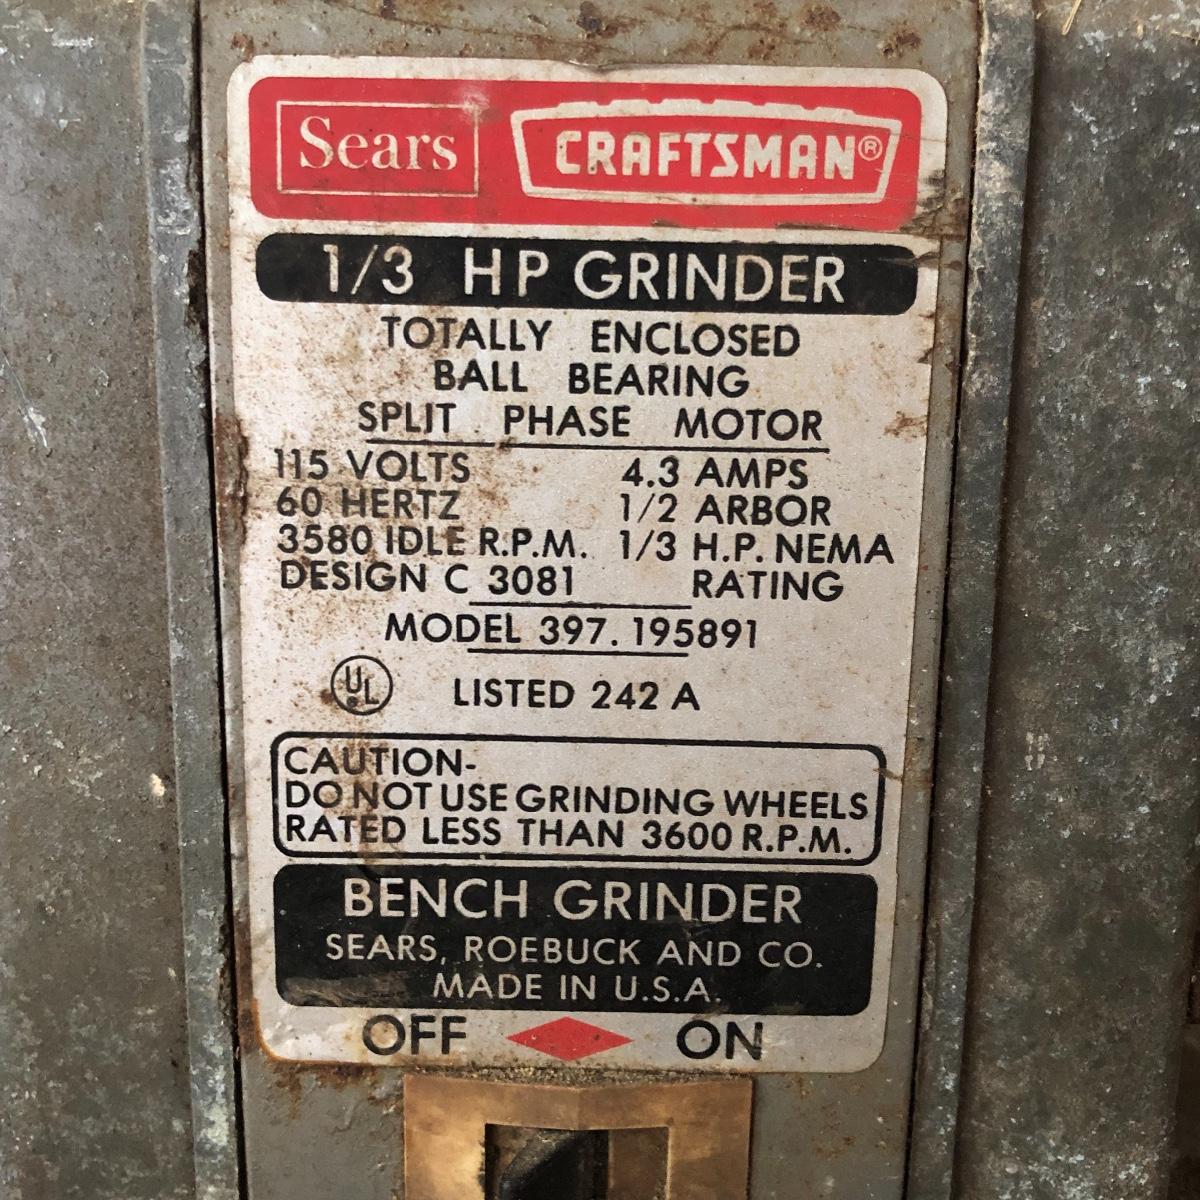 Sears CRAFTSMAN®
1/3 HP GRINDER
TOTALLY ENCLOSED
BALL BEARING
SPLIT PHASE MOTOR
115 VOLTS 4.3 AMPS
60 HERTZ 1/2 ARBOR
3580 IDLE R.P.M. 1/3 H.P. NEMA
DESIGN C 3081 RATING
MODEL 397.195891
UL LISTED 242 A
CAUTION-
DO NOT USE GRINDING WHEELS
RATED LESS THAN 3600 R.P.M.
BENCH GRINDER
SEARS, ROEBUCK AND CO.
MADE IN U.S.A.
OFF ON